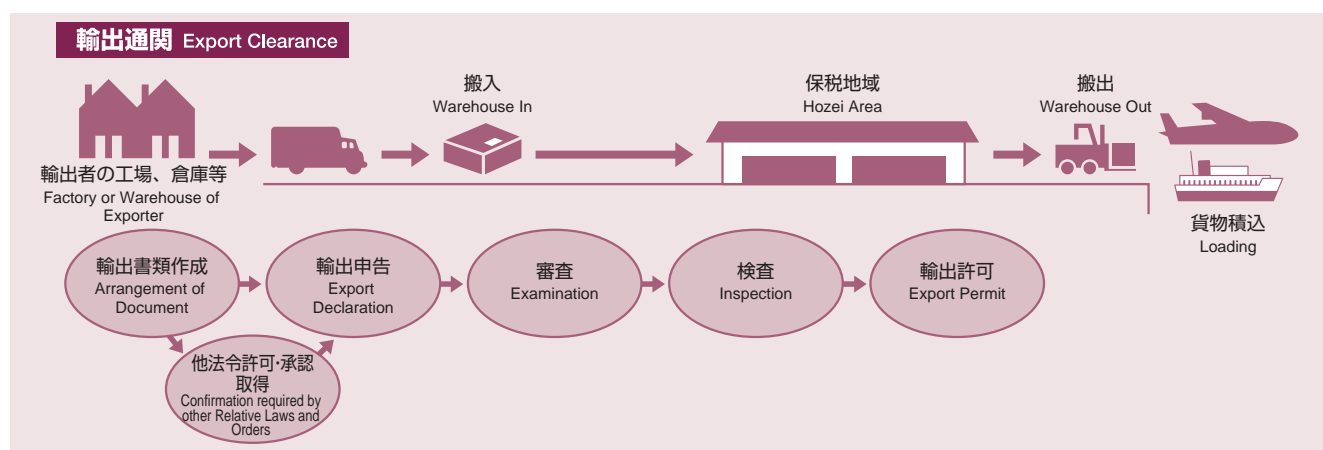 輸出通関 Export Clearance
搬入
Warehouse In
保税地域
Hozei Area
搬出
Warehouse Out
輸出者の工場、倉庫等
Factory or Warehouse of
Exporter
貨物積込
Loading
輸出書類作成
Arrangement of
Document
輸出申告
Export
Declaration
審査
Examination
検査
Inspection
輸出許可
Export Permit
他法令許可・承認
取得
Confirmation required by
other Relative Laws and
Orders